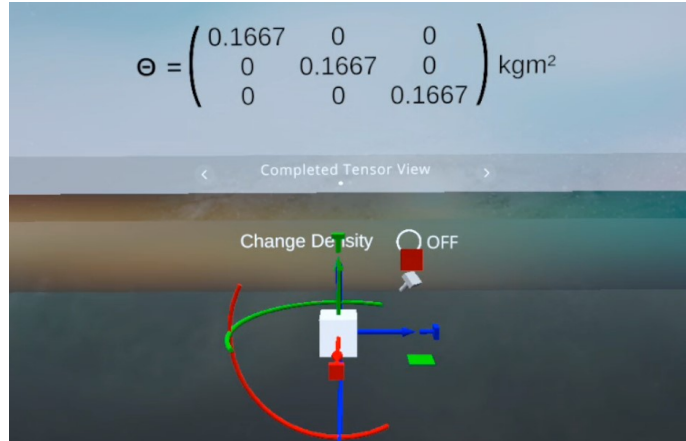 0.1667 0 0
Θ = 0 0.1667 0 kgm²
0 0 0.1667
Completed Tensor View
Change Density OFF